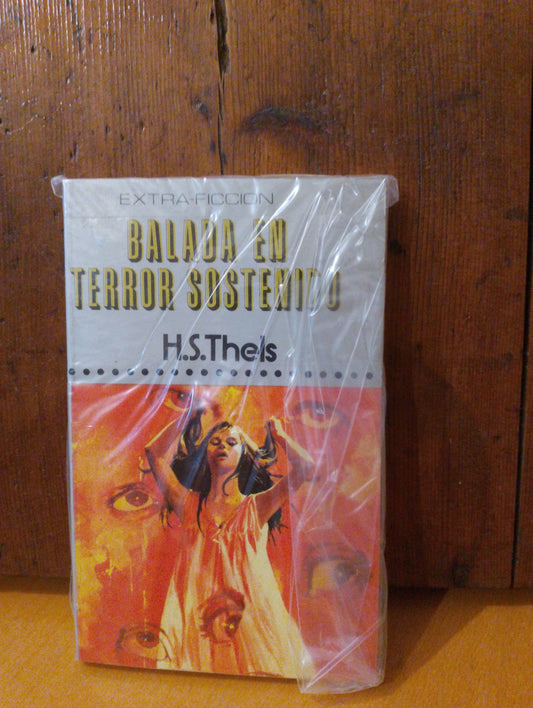 EXTRA-FICCION
BALADA EN
TERROR SOSTENIDO
H.S.Thels